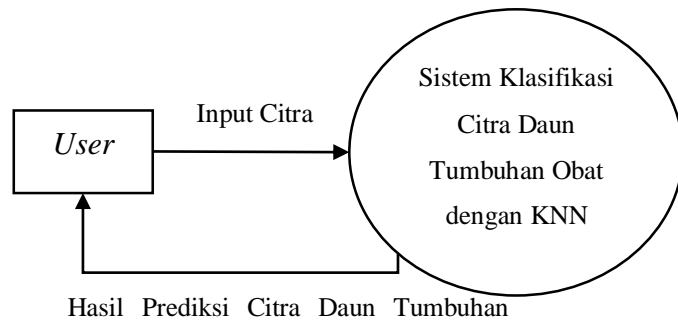 User
Input Citra
Sistem Klasifikasi
Citra Daun
Tumbuhan Obat
dengan KNN
Hasil Prediksi Citra Daun Tumbuhan